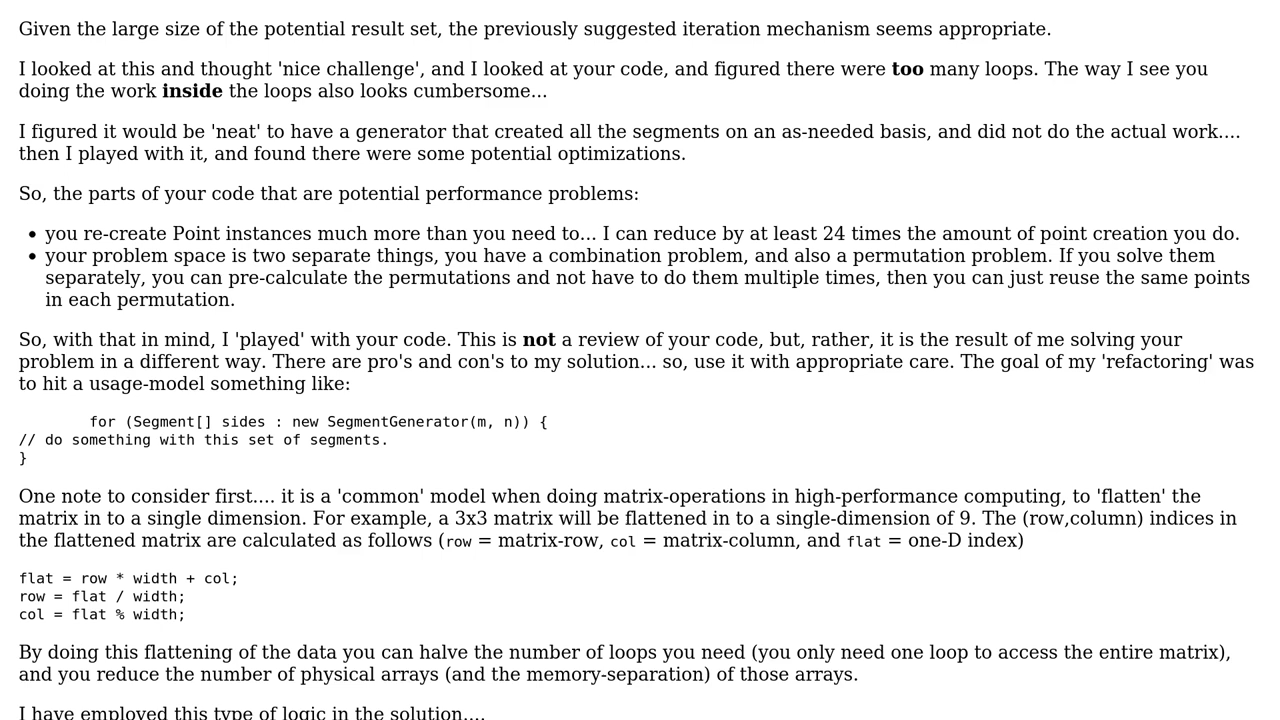 Given the large size of the potential result set, the previously suggested iteration mechanism seems appropriate.
I looked at this and thought 'nice challenge', and I looked at your code, and figured there were too many loops. The way I see you
doing the work inside the loops also looks cumbersome...
I figured it would be 'neat' to have a generator that created all the segments on an as-needed basis, and did not do the actual work....
then I played with it, and found there were some potential optimizations.
So, the parts of your code that are potential performance problems:
• you re-create Point instances much more than you need to... I can reduce by at least 24 times the amount of point creation you do.
• your problem space is two separate things, you have a combination problem, and also a permutation problem. If you solve them
separately, you can pre-calculate the permutations and not have to do them multiple times, then you can just reuse the same points
in each permutation.
So, with that in mind, I 'played' with your code. This is not a review of your code, but, rather, it is the result of me solving your
problem in a different way. There are pro's and con's to my solution... so, use it with appropriate care. The goal of my 'refactoring' was
to hit a usage-model something like:
for (Segment[] sides : new SegmentGenerator(m, n)) {
// do something with this set of segments.
}
One note to consider first.... it is a 'common' model when doing matrix-operations in high-performance computing, to 'flatten' the
matrix in to a single dimension. For example, a 3x3 matrix will be flattened in to a single-dimension of 9. The (row,column) indices in
the flattened matrix are calculated as follows (row = matrix-row, col = matrix-column, and flat = one-D index)
flat = row * width + col;
row = flat / width;
col = flat % width;
By doing this flattening of the data you can halve the number of loops you need (you only need one loop to access the entire matrix),
and you reduce the number of physical arrays (and the memory-separation) of those arrays.
I have employed this type of logic in the solution....